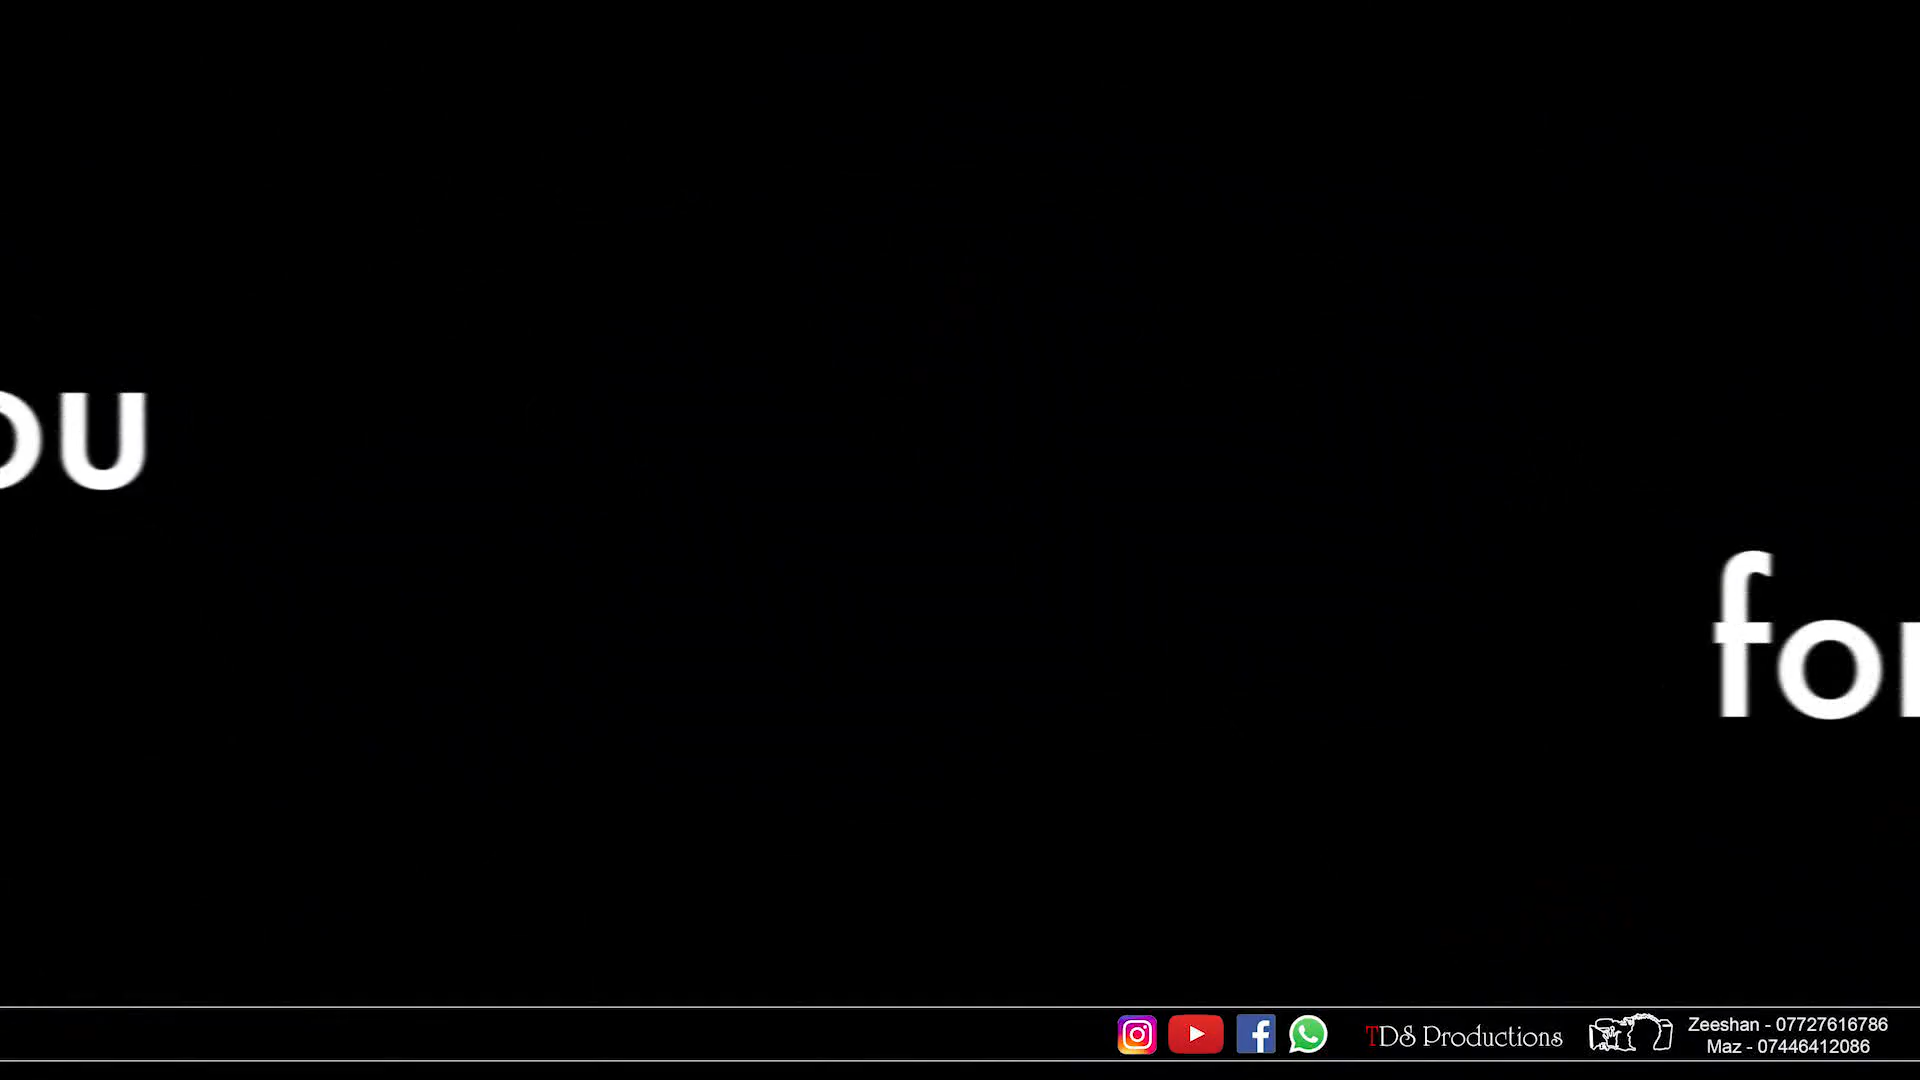 ou
for
TDS Productions
Zeeshan - 07727616786
Maz - 07446412086